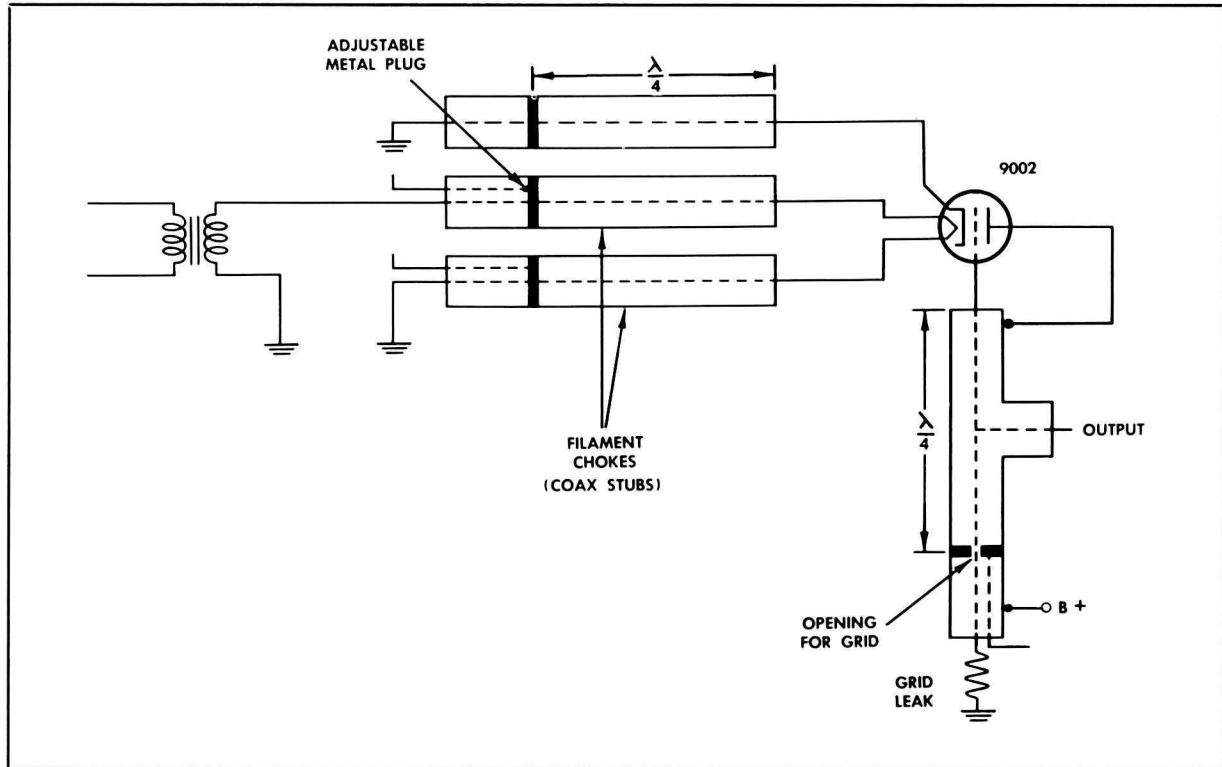 ADJUSTABLE
METAL PLUG
λ
4
9002
λ
4
OUTPUT
FILAMENT
CHOKES
(COAX STUBS)
OPENING
FOR GRID
B +
GRID
LEAK